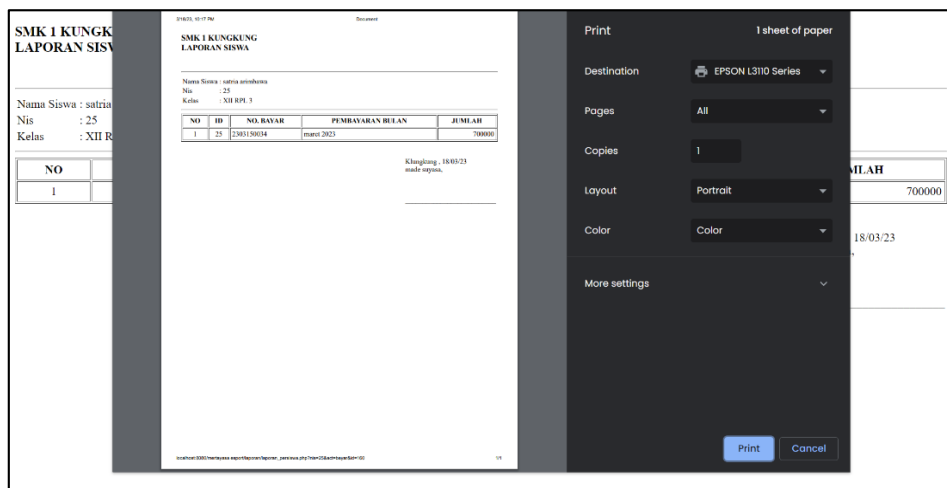 SMK 1 KUNGK
LAPORAN SISV
Nama Siswa : satria
Nis : 25
Kelas : XII R
NO
1
MLAH
700000
18/03/23
3/18/23, 10:17 PM Document
SMK 1 KUNGKUNG
LAPORAN SISWA
Nama Siswa : satria arimbawa
Nis : 25
Kelas : XII RPL 3
NO ID NO. BAYAR PEMBAYARAN BULAN JUMLAH
1 25 2303150034 maret 2023 700000
Klungkung , 18/03/23
made suyasa,
1/1
Print 1 sheet of paper
Destination EPSON L3110 Series
Pages All
Copies 1
Layout Portrait
Color Color
More settings
Print Cancel